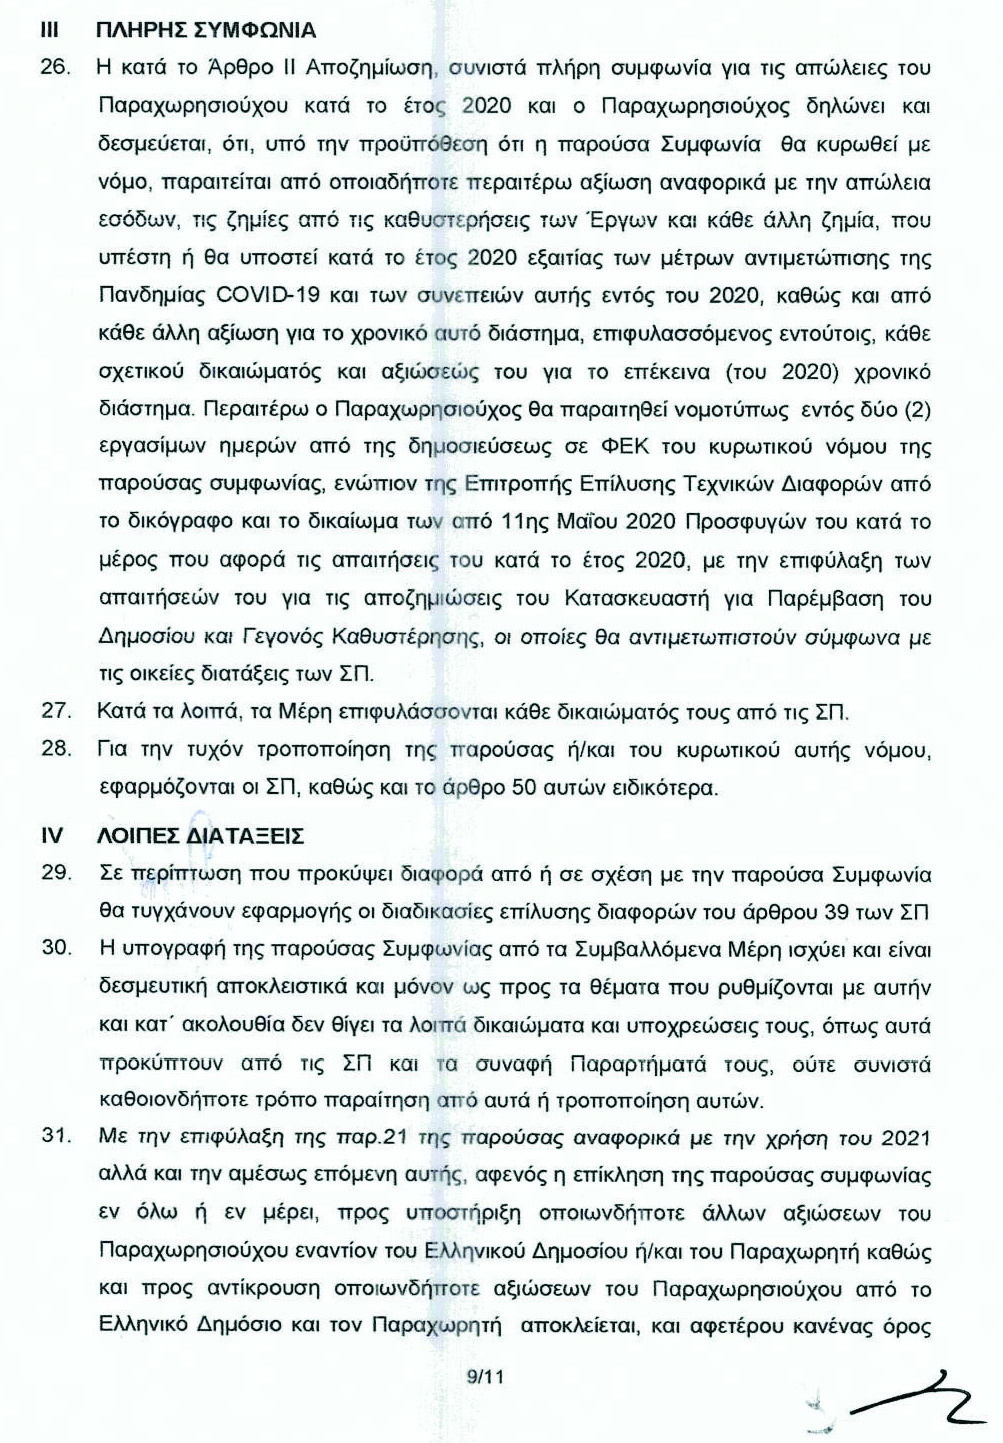 III ΠΛΗΡΗΣ ΣΥΜΦΩΝΙΑ
26. Η κατά το Άρθρο ΙΙ Αποζημίωση, συνιστά πλήρη συμφωνία για τις απώλειες του
Παραχωρησιούχου κατά το έτος 2020 και ο Παραχωρησιούχος δηλώνει και
δεσμεύεται, ότι, υπό την προϋπόθεση ότι η παρούσα Συμφωνία θα κυρωθεί με
νόμο, παραιτείται από οποιαδήποτε περαιτέρω αξίωση αναφορικά με την απώλεια
εσόδων, τις ζημίες από τις καθυστερήσεις των Έργων και κάθε άλλη ζημία, που
υπέστη ή θα υποστεί κατά το έτος 2020 εξαιτίας των μέτρων αντιμετώπισης της
Πανδημίας COVID-19 και των συνεπειών αυτής εντός του 2020, καθώς και από
κάθε άλλη αξίωση για το χρονικό αυτό διάστημα, επιφυλασσόμενος εντούτοις, κάθε
σχετικού δικαιώματός και αξιώσεώς του για το επέκεινα (του 2020) χρονικό
διάστημα. Περαιτέρω ο Παραχωρησιούχος θα παραιτηθεί νομοτύπως εντός δύο (2)
εργασίμων ημερών από της δημοσιεύσεως σε ΦΕΚ του κυρωτικού νόμου της
παρούσας συμφωνίας, ενώπιον της Επιτροπής Επίλυσης Τεχνικών Διαφορών από
το δικόγραφο και το δικαίωμα των από 11ης Μαΐου 2020 Προσφυγών του κατά το
μέρος που αφορά τις απαιτήσεις του κατά το έτος 2020, με την επιφύλαξη των
απαιτήσεών του για τις αποζημιώσεις του Κατασκευαστή για Παρέμβαση του
Δημοσίου και Γεγονός Καθυστέρησης, οι οποίες θα αντιμετωπιστούν σύμφωνα με
τις οικείες διατάξεις των ΣΠ.
27. Κατά τα λοιπά, τα Μέρη επιφυλάσσονται κάθε δικαιώματός τους από τις ΣΠ.
28. Για την τυχόν τροποποίηση της παρούσας ή/και του κυρωτικού αυτής νόμου,
εφαρμόζονται οι ΣΠ, καθώς και το άρθρο 50 αυτών ειδικότερα.
IV ΛΟΙΠΕΣ ΔΙΑΤΑΞΕΙΣ
29. Σε περίπτωση που προκύψει διαφορά από ή σε σχέση με την παρούσα Συμφωνία
θα τυγχάνουν εφαρμογής οι διαδικασίες επίλυσης διαφορών του άρθρου 39 των ΣΠ
30. Η υπογραφή της παρούσας Συμφωνίας από τα Συμβαλλόμενα Μέρη ισχύει και είναι
δεσμευτική αποκλειστικά και μόνον ως προς τα θέματα που ρυθμίζονται με αυτήν
και κατ΄ ακολουθία δεν θίγει τα λοιπά δικαιώματα και υποχρεώσεις τους, όπως αυτά
προκύπτουν από τις ΣΠ και τα συναφή Παραρτήματά τους, ούτε συνιστά
καθοιονδήποτε τρόπο παραίτηση από αυτά ή τροποποίηση αυτών.
31. Με την επιφύλαξη της παρ.21 της παρούσας αναφορικά με την χρήση του 2021
αλλά και την αμέσως επόμενη αυτής, αφενός η επίκληση της παρούσας συμφωνίας
εν όλω ή εν μέρει, προς υποστήριξη οποιωνδήποτε άλλων αξιώσεων του
Παραχωρησιούχου εναντίον του Ελληνικού Δημοσίου ή/και του Παραχωρητή καθώς
και προς αντίκρουση οποιωνδήποτε αξιώσεων του Παραχωρησιούχου από το
Ελληνικό Δημόσιο και τον Παραχωρητή αποκλείεται, και αφετέρου κανένας όρος
9/11